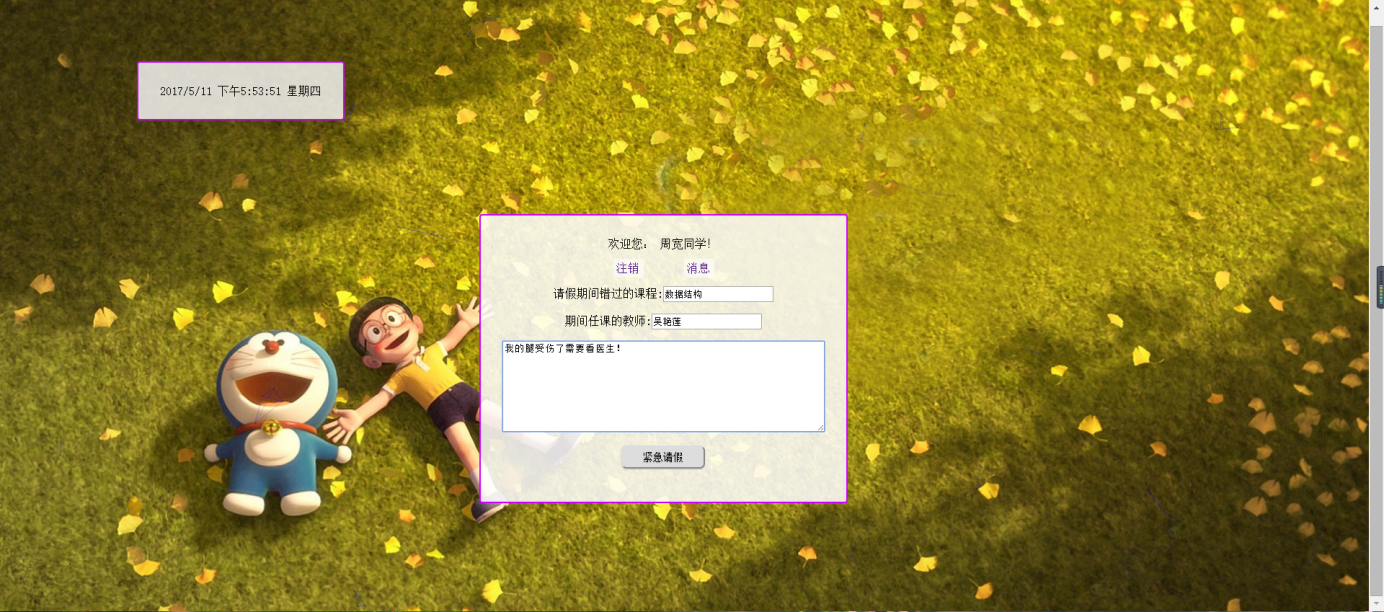 2017/5/11 下午5:53:51 星期四
欢迎您： 周宽同学!
注销 消息
请假期间错过的课程:数据结构
期间任课的教师:吴艳莲
我的腿受伤了需要看医生!
紧急请假